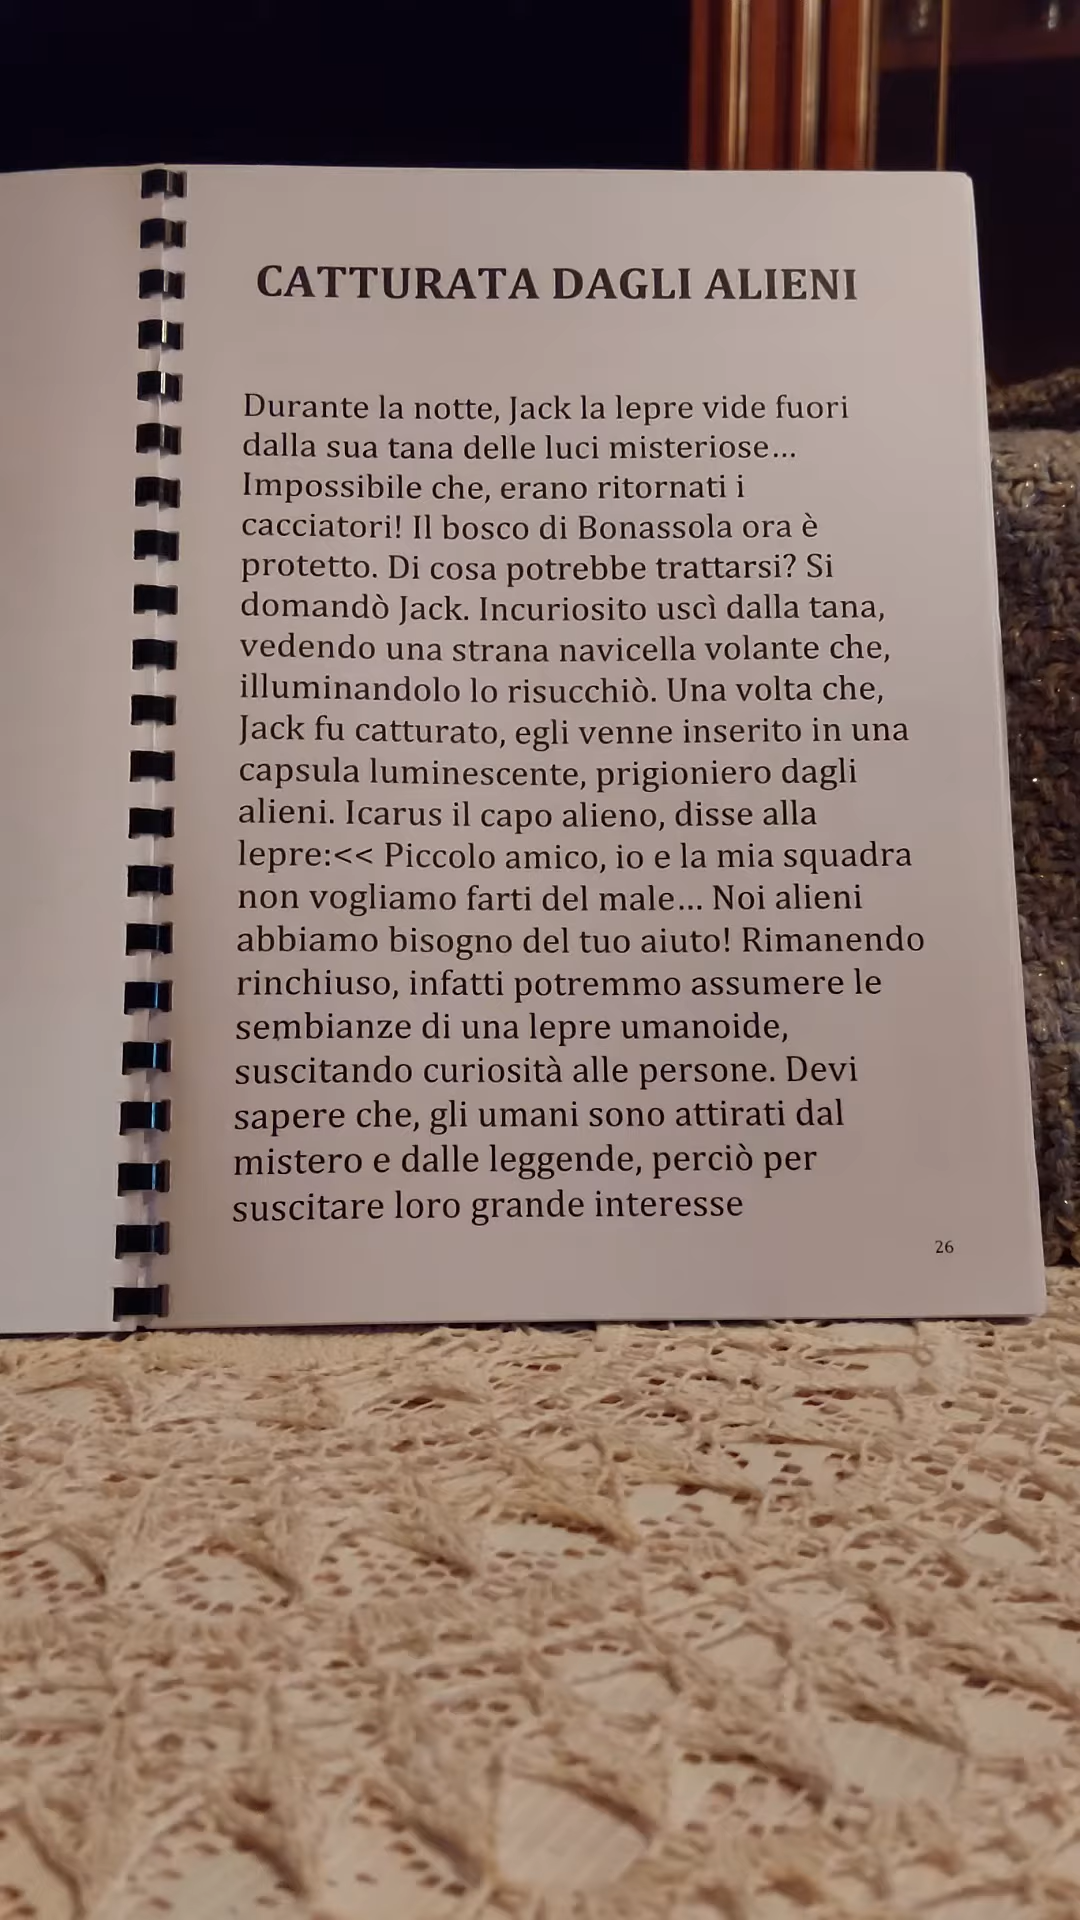 CATTURATA DAGLI ALIENI
Durante la notte, Jack la lepre vide fuori
dalla sua tana delle luci misteriose...
Impossibile che, erano ritornati i
cacciatori! Il bosco di Bonassola ora è
protetto. Di cosa potrebbe trattarsi? Si
domandò Jack. Incuriosito uscì dalla tana,
vedendo una strana navicella volante che,
illuminandolo lo risucchiò. Una volta che,
Jack fu catturato, egli venne inserito in una
capsula luminescente, prigioniero dagli
alieni. Icarus il capo alieno, disse alla
lepre:<< Piccolo amico, io e la mia squadra
non vogliamo farti del male... Noi alieni
abbiamo bisogno del tuo aiuto! Rimanendo
rinchiuso, infatti potremmo assumere le
sembianze di una lepre umanoide,
suscitando curiosità alle persone. Devi
sapere che, gli umani sono attirati dal
mistero e dalle leggende, perciò per
suscitare loro grande interesse
26